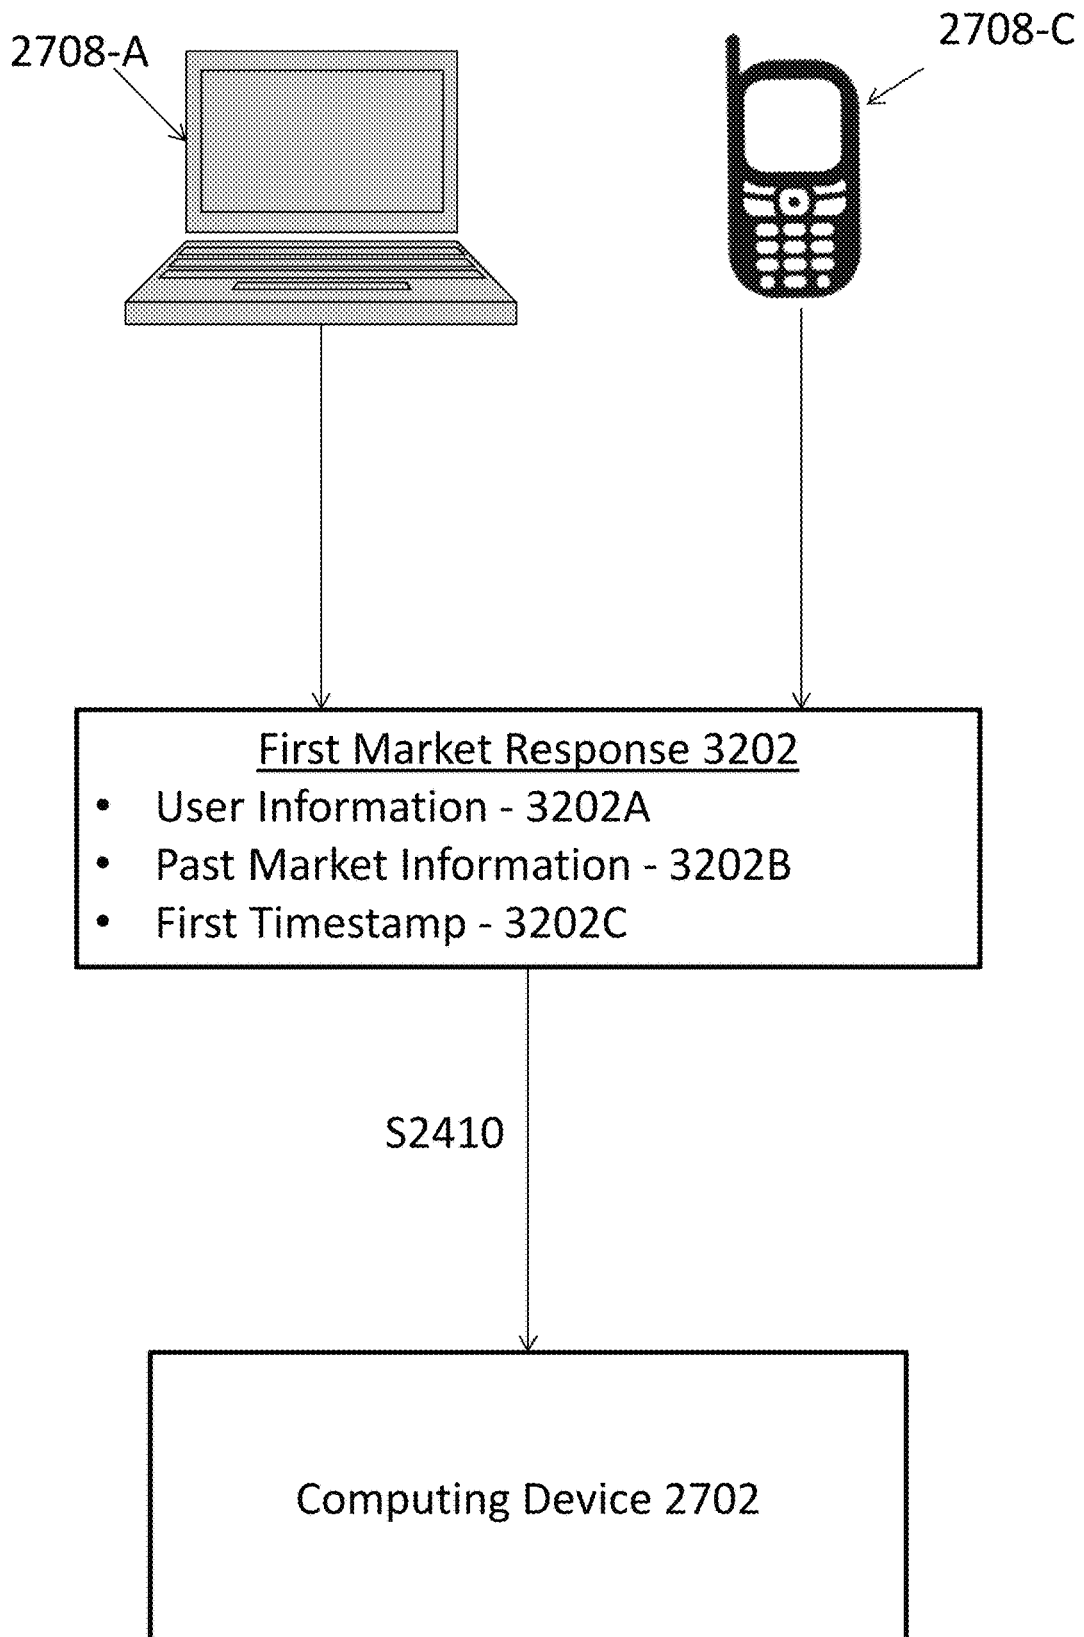 2708-A
2708-C
First Market Response 3202
• User Information - 3202A
• Past Market Information - 3202B
• First Timestamp - 3202C
S2410
Computing Device 2702